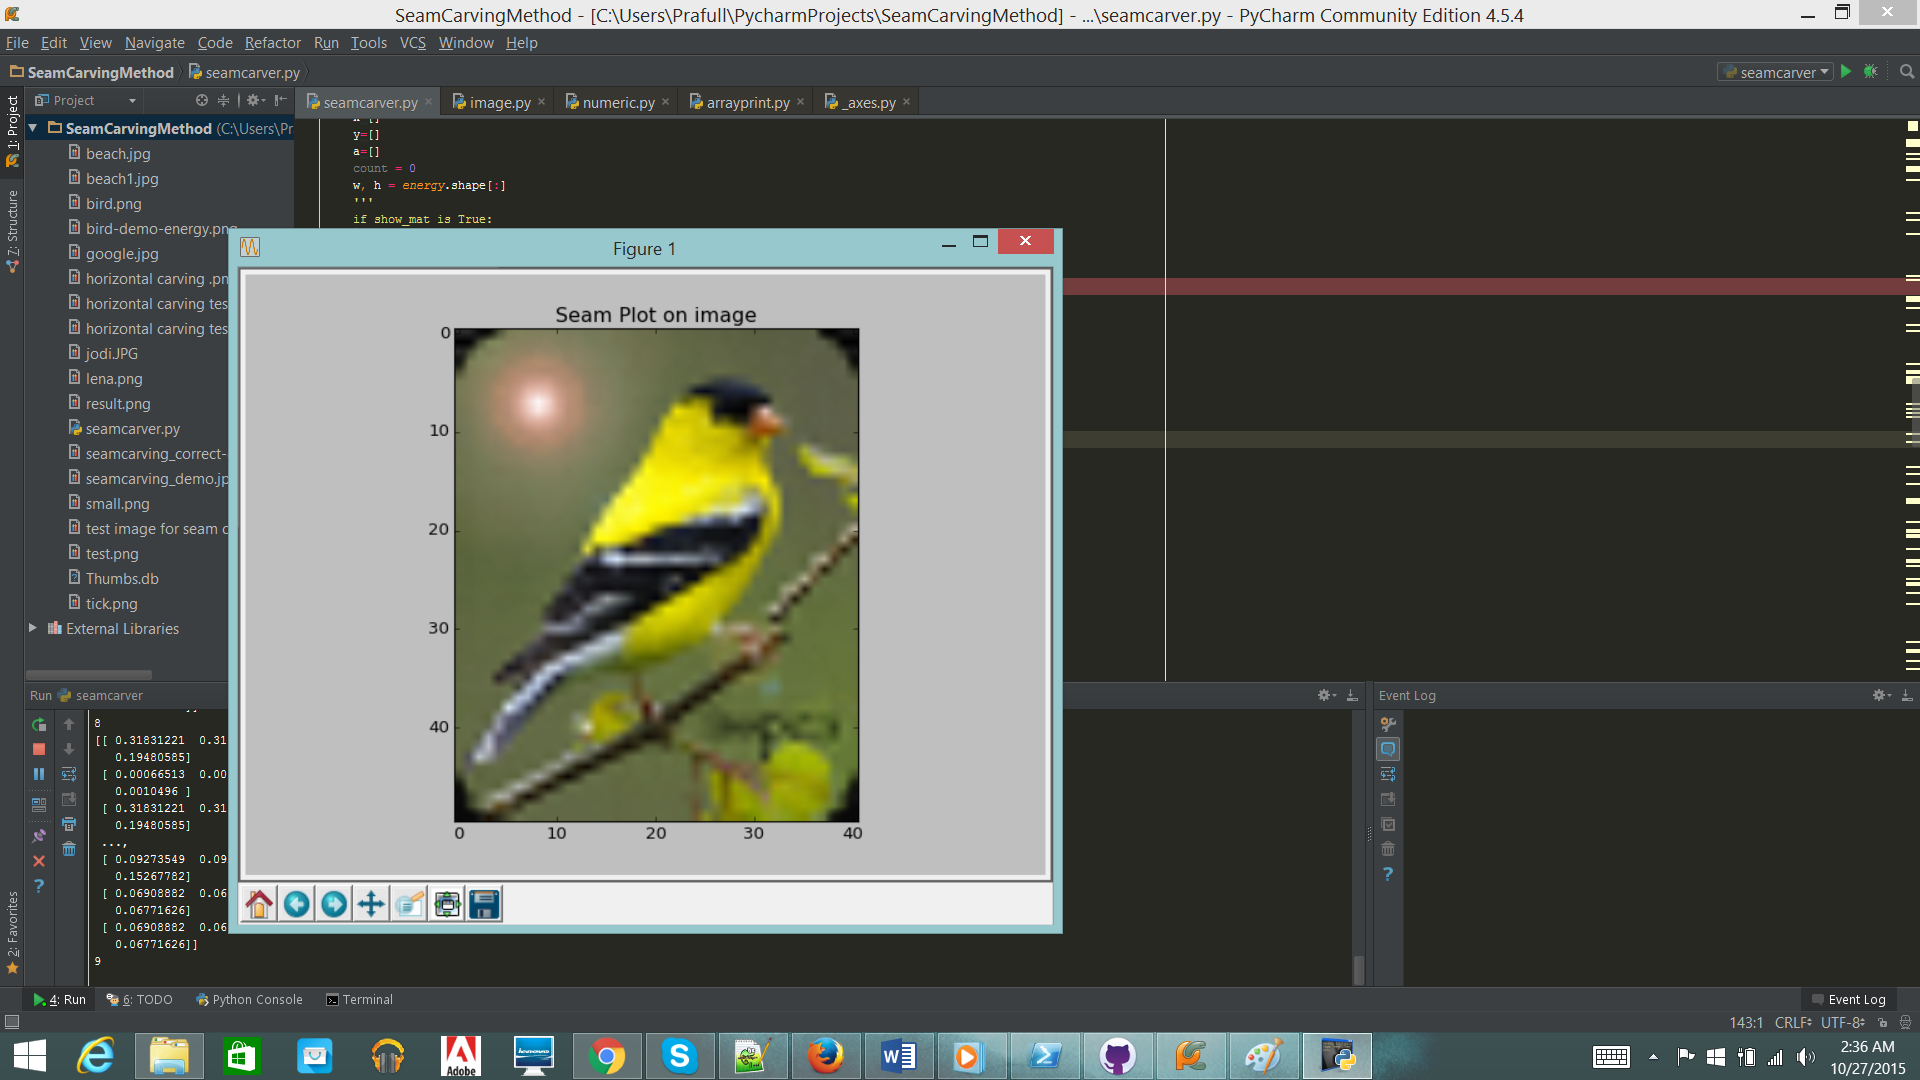 SeamCarvingMethod - [C:\Users\Prafull\PycharmProjects\SeamCarvingMethod] - ...\seamcarver.py - PyCharm Community Edition 4.5.4
File Edit View Navigate Code Refactor Run Tools VCS Window Help
SeamCarvingMethod seamcarver.py
seamcarver
1: Project
Z: Structure
2: Favorites
Project
seamcarver.py image.py numeric.py arrayprint.py _axes.py
SeamCarvingMethod (C:\Users\Pr
beach.jpg
beach1.jpg
bird.png
bird-demo-energy.png
google.jpg
horizontal carving .pn
horizontal carving tes
horizontal carving tes
jodi.JPG
lena.png
result.png
seamcarver.py
seamcarving_correct-
seamcarving_demo.jp
small.png
test image for seam c
test.png
Thumbs.db
tick.png
External Libraries
y=[]
a=[]
count = 0
w, h = energy.shape[:]
'''
if show_mat is True:
Figure 1
Seam Plot on image
0
10
20
30
40
0 10 20 30 40
Run seamcarver
8
[[ 0.31831221 0.31
0.19480585]
[ 0.00066513 0.00
0.0010496 ]
[ 0.31831221 0.31
0.19480585]
...,
[ 0.09273549 0.09
0.15267782]
[ 0.06908882 0.06
0.06771626]
[ 0.06908882 0.06
0.06771626]]
9
Event Log
4: Run 6: TODO Python Console Terminal
Event Log
143:1 CRLF UTF-8
Adobe
lenovo
2:36 AM
10/27/2015